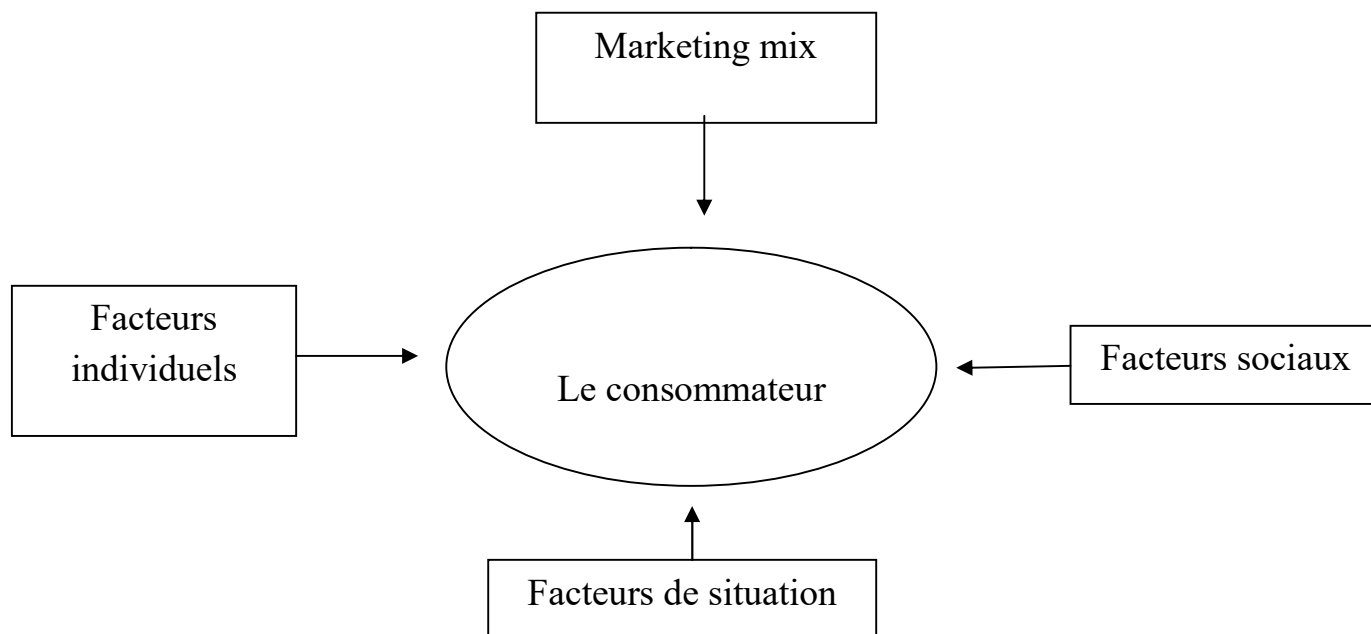 Marketing mix
Facteurs
individuels
Le consommateur
Facteurs sociaux
Facteurs de situation